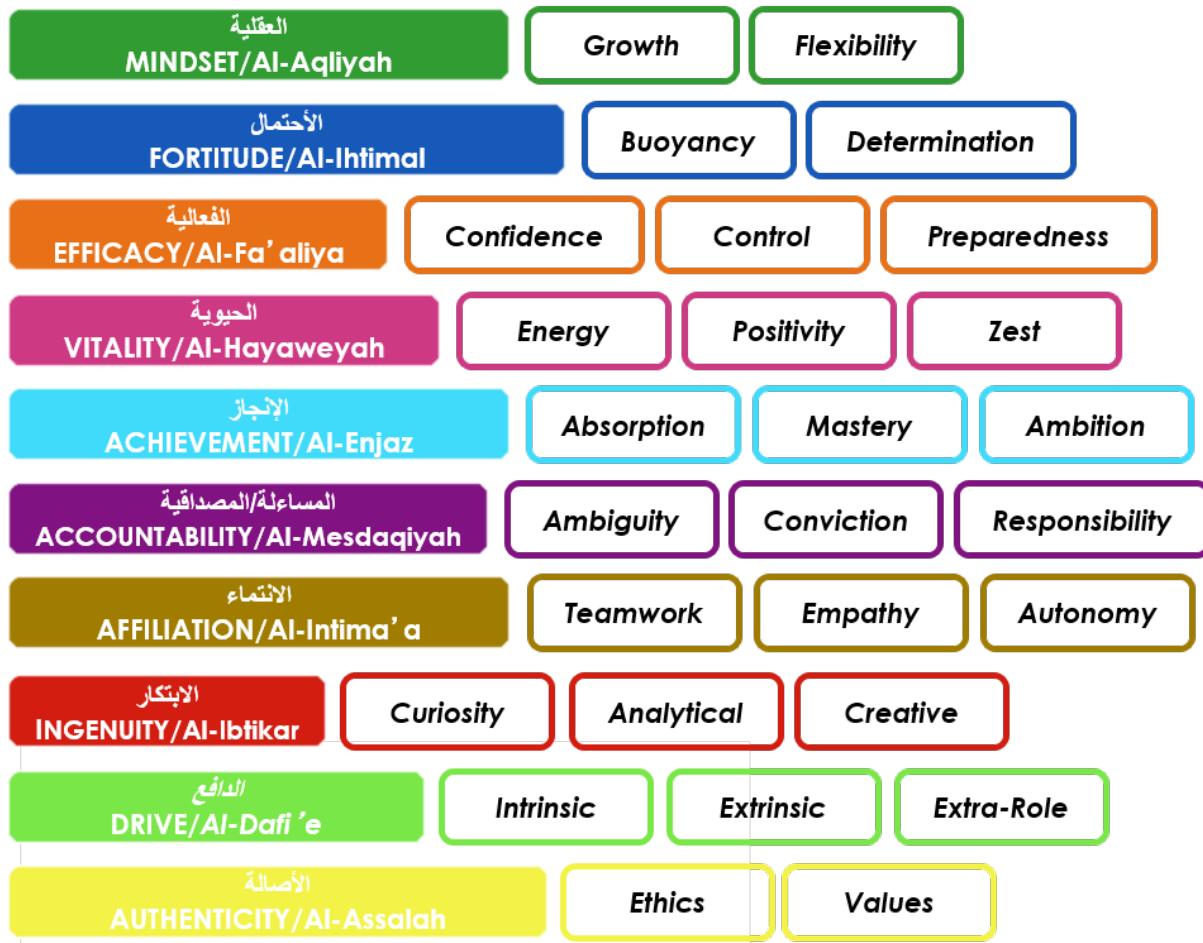 العقلية
MINDSET/Al-Aqliyah
Growth
Flexibility
الأحتمال
FORTITUDE/Al-Ihtimal
Buoyancy
Determination
الفعالية
EFFICACY/Al-Fa’ aliya
Confidence
Control
Preparedness
الحيوية
VITALITY/Al-Hayaweyah
Energy
Positivity
Zest
الإنجاز
ACHIEVEMENT/Al-Enjaz
Absorption
Mastery
Ambition
المساءلة/المصداقية
ACCOUNTABILITY/Al-Mesdaqiyah
Ambiguity
Conviction
Responsibility
الانتماء
AFFILIATION/Al-Intima’ a
Teamwork
Empathy
Autonomy
الابتكار
INGENUITY/Al-Ibtikar
Curiosity
Analytical
Creative
الدافع
DRIVE/Al-Dafi ’e
Intrinsic
Extrinsic
Extra-Role
الأصالة
AUTHENTICITY/Al-Assalah
Ethics
Values